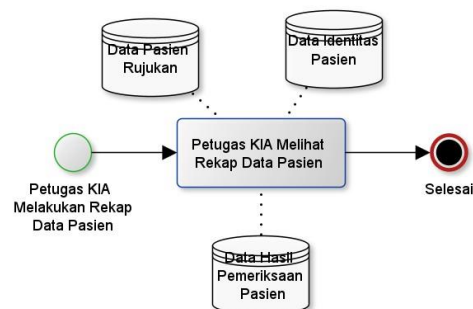 Data Pasien
Rujukan
Data Identitas
Pasien
Petugas KIA Melihat
Rekap Data Pasien
Petugas KIA
Melakukan Rekap
Data Pasien
Selesai
Data Hasil
Pemeriksaan
Pasien